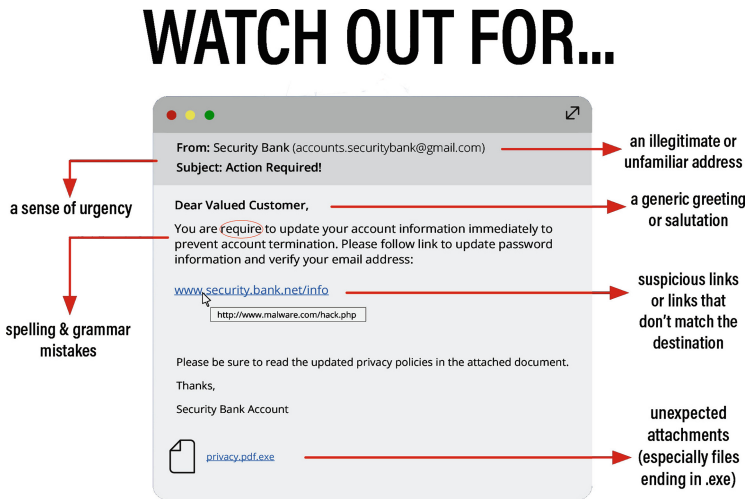 WATCH OUT FOR...
From: Security Bank (accounts.securitybank@gmail.com)
Subject: Action Required!
an illegitimate or
unfamiliar address
a sense of urgency
Dear Valued Customer,
a generic greeting
or salutation
You are require to update your account information immediately to
prevent account termination. Please follow link to update password
information and verify your email address:
spelling & grammar
mistakes
www.security.bank.net/info
http://www.malware.com/hack.php
suspicious links
or links that
don't match the
destination
Please be sure to read the updated privacy policies in the attached document.
Thanks,
Security Bank Account
privacy.pdf.exe
unexpected
attachments
(especially files
ending in .exe)